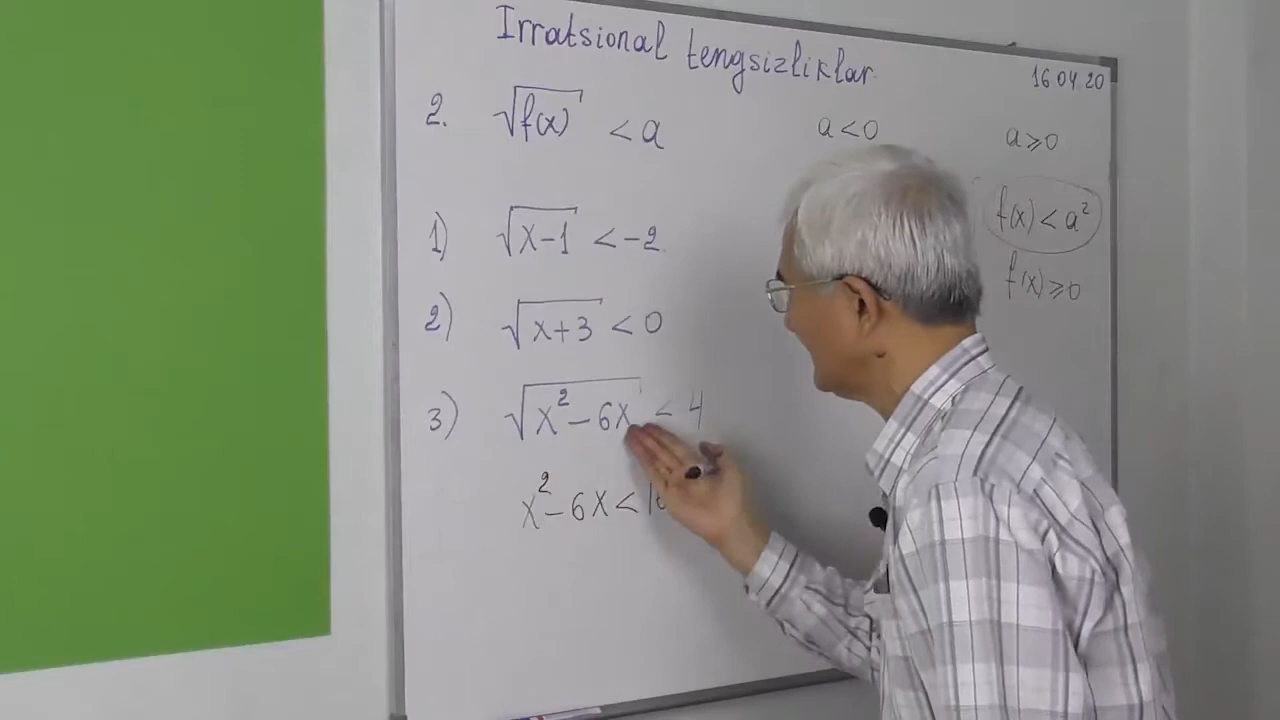 Irratsional tengsizliklar
16 04 20
2. √f(x) < a
a < 0
a ⩾ 0
f(x) < a²
f(x) ⩾ 0
1) √x-1 < -2
2) √x+3 < 0
3) √x²-6x < 4
x²-6x <